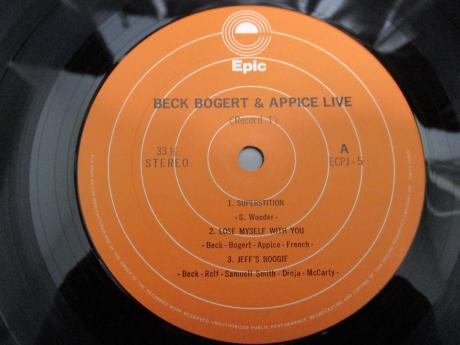 Epic
BECK BOGERT & APPICE LIVE
(Record 1)
33⅓
STEREO
A
ECPJ-5
1. SUPERSTITION
- S. Wonder -
2. LOSE MYSELF WITH YOU
- Beck - Bogert - Appice - French -
3. JEFF'S BOOGIE
- Beck - Relf - Samuell Smith - Dreja - McCarty -